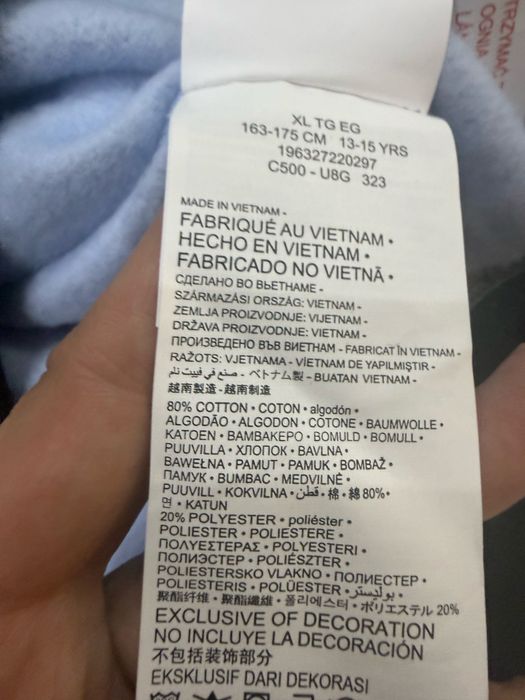 TRZYMAĆ -
OGNIA
XL TG EG
163-175 CM 13-15 YRS
196327220297
C500 - U8G 323
MADE IN VIETNAM -
FABRIQUÉ AU VIETNAM •
HECHO EN VIETNAM •
FABRICADO NO VIETNÃ •
СДЕЛАНО ВО ВЬЕТНАМЕ -
SZÁRMAZÁSI ORSZÁG: VIETNAM -
ZEMLJA PROIZVODNJE: VIJETNAM -
DRŽAVA PROIZVODNJE: VIETNAM -
ПРОИЗВЕДЕНО ВЪВ ВИЕТНАМ - FABRICAT ÎN VIETNAM -
RAŽOTS: VJETNAMA - VİETNAM DE YAPILMIŞTIR -
صنع في فييت نام - ベトナム製 - BUATAN VIETNAM -
越南製造 - 越南制造
80% COTTON • COTON • algodón •
ALGODÃO • ALGODON • COTONE • BAUMWOLLE •
KATOEN • ΒΑΜΒΑΚΕΡΟ • BOMULD • BOMULL •
PUUVILLA • ХЛОПОК • BAVLNA •
BAWEŁNA • PAMUT • PAMUK • BOMBAŽ •
ПАМУК • BUMBAC • MEDVILNĖ •
PUUVILL • KOKVILNA • قطن • 棉 • 綿 80% •
면 • KATUN
20% POLYESTER • poliéster •
POLIESTER • POLIESTERE •
ΠΟΛΥΕΣΤΕΡΑΣ • POLYESTERI •
ПОЛИЭСТЕР • POLIÉSZTER •
POLIESTERSKO VLAKNO • ПОЛИЕСТЕР •
POLIESTERIS • POLÜESTER • بوليستر •
聚酯纤维 • 聚酯纖維 • 폴리에스터 • ポリエステル 20%
EXCLUSIVE OF DECORATION
NO INCLUYE LA DECORACIÓN
不包括装饰部分
EKSKLUSIF DARI DEKORASI